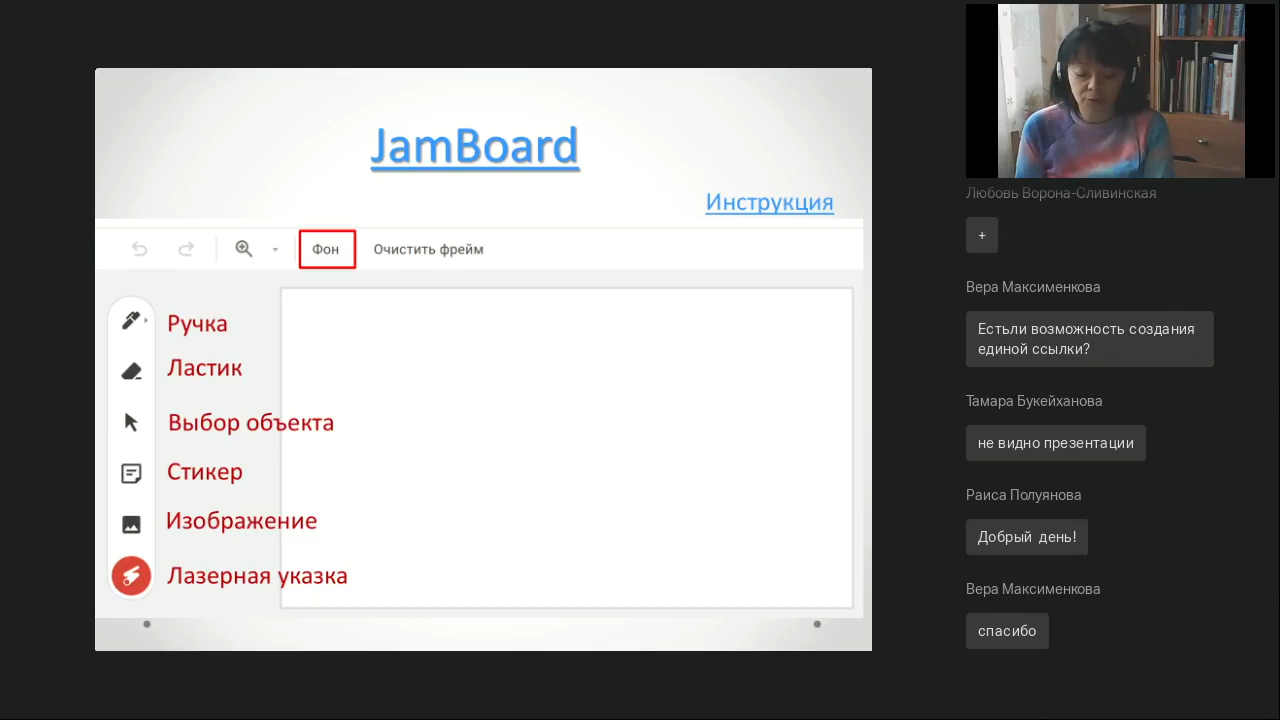 JamBoard
Инструкция
Фон
Очистить фрейм
Ручка
Ластик
Выбор объекта
Стикер
Изображение
Лазерная указка
Любовь Ворона-Сливинская
+
Вера Максименкова
Естьли возможность создания
единой ссылки?
Тамара Букейханова
не видно презентации
Раиса Полуянова
Добрый день!
Вера Максименкова
спасибо